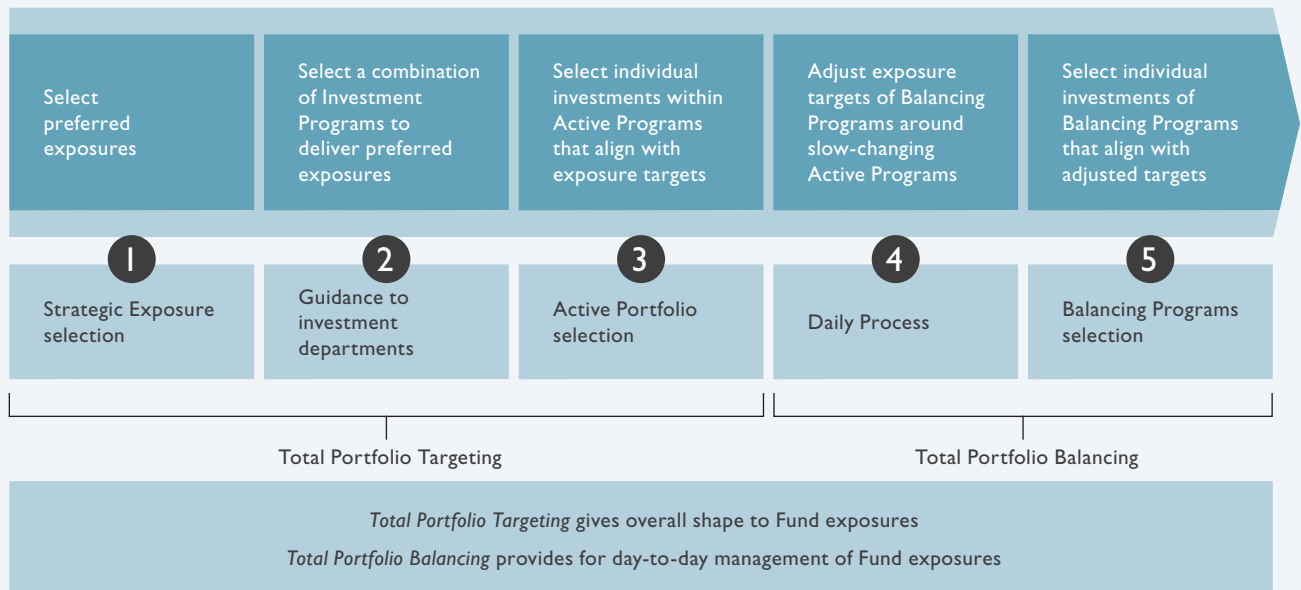 Select
preferred
exposures
Select a combination
of Investment
Programs to
deliver preferred
exposures
Select individual
investments within
Active Programs
that align with
exposure targets
Adjust exposure
targets of Balancing
Programs around
slow-changing
Active Programs
Select individual
investments of
Balancing Programs
that align with
adjusted targets
1
Strategic Exposure
selection
2
Guidance to
investment
departments
3
Active Portfolio
selection
4
Daily Process
5
Balancing Programs
selection
Total Portfolio Targeting
Total Portfolio Balancing
Total Portfolio Targeting gives overall shape to Fund exposures
Total Portfolio Balancing provides for day-to-day management of Fund exposures